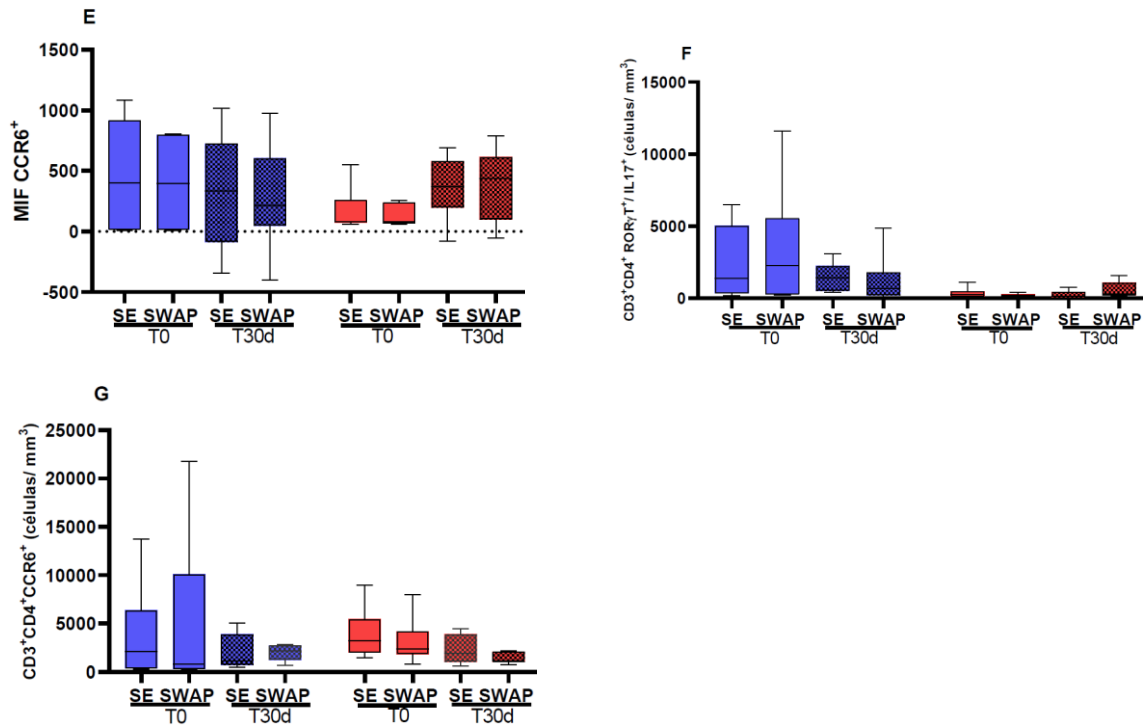 E
MIF CCR6⁺
1500
1000
500
0
-500
SE SWAP SE SWAP SE SWAP SE SWAP
T0 T30d T0 T30d
F
CD3⁺CD4⁺ RORγT⁺/ IL17⁺ (células/ mm³)
15000
10000
5000
0
SE SWAP SE SWAP SE SWAP SE SWAP
T0 T30d T0 T30d
G
CD3⁺CD4⁺CCR6⁺ (células/ mm³)
25000
20000
15000
10000
5000
0
SE SWAP SE SWAP SE SWAP SE SWAP
T0 T30d T0 T30d